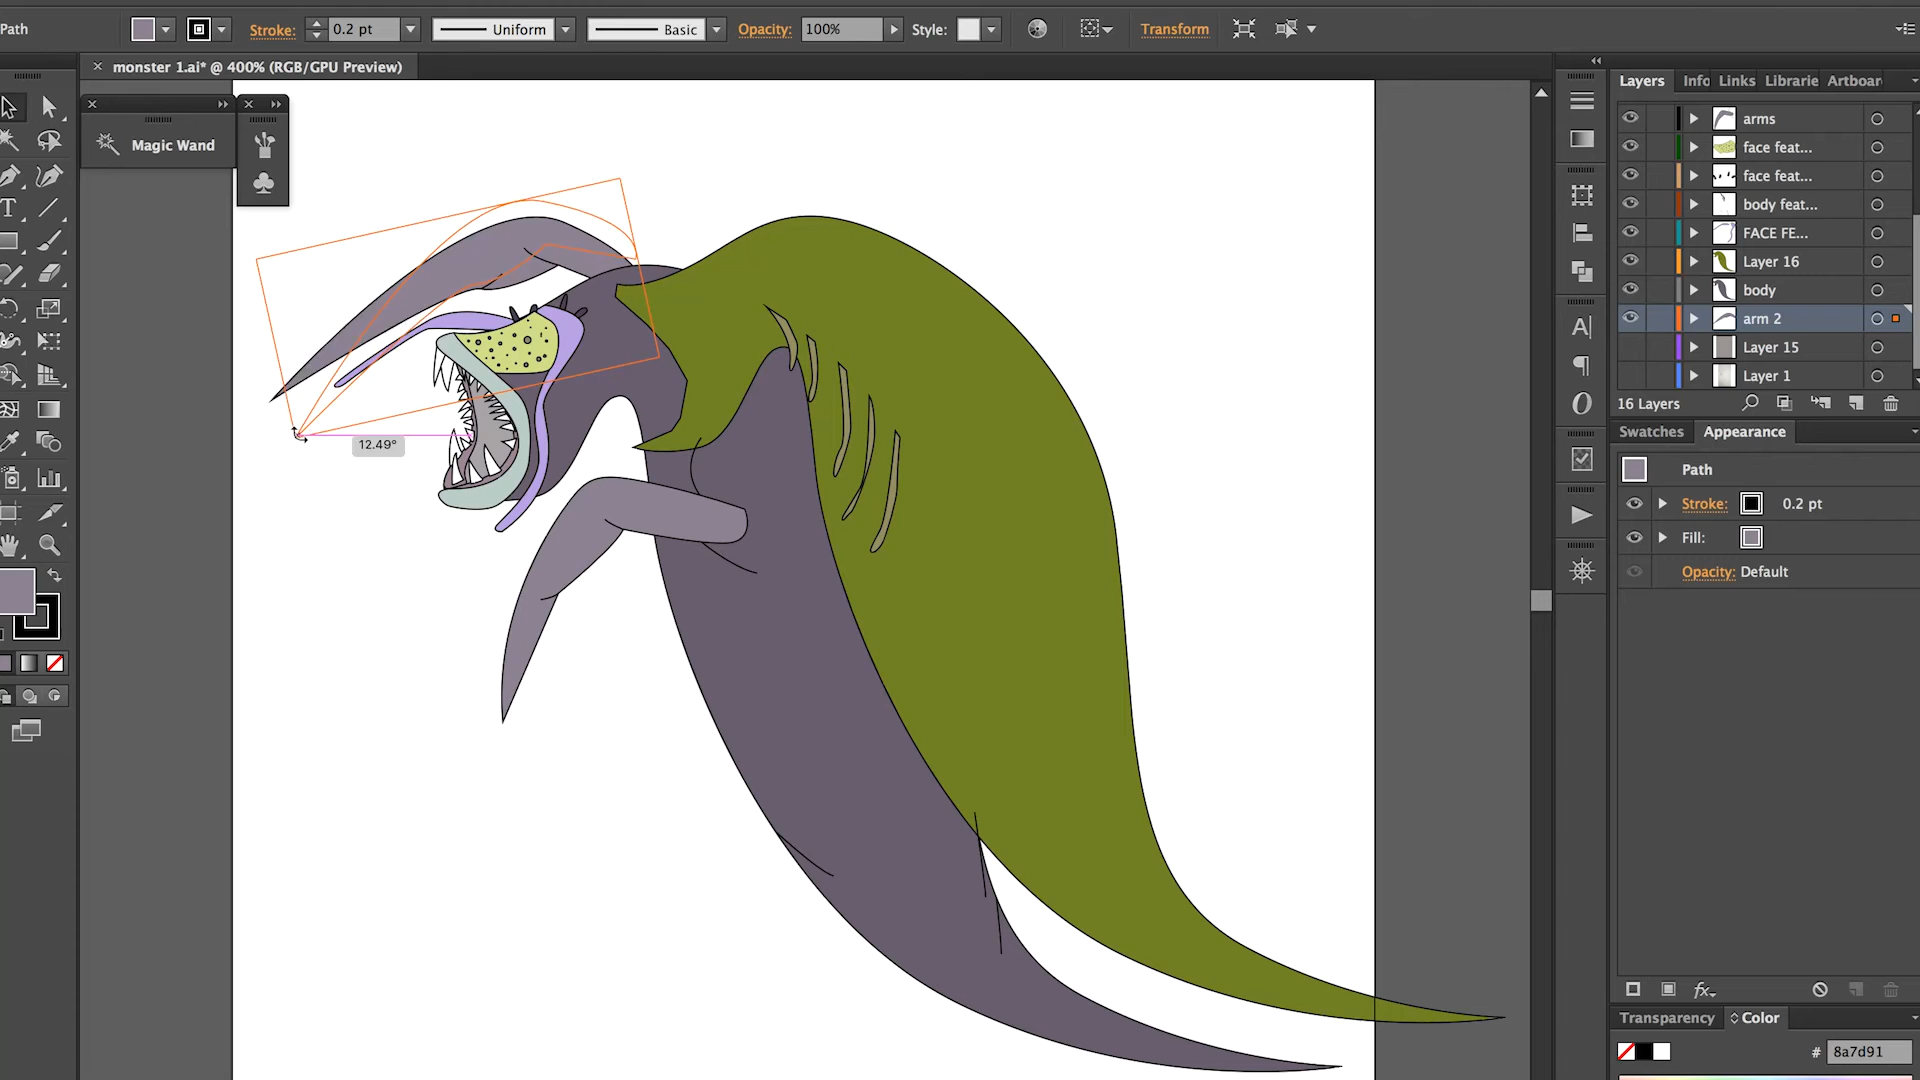 Path
Stroke:
0.2 pt
Uniform
Basic
Opacity:
100%
Style:
Transform
monster 1.ai* @ 400% (RGB/GPU Preview)
Magic Wand
12.49°
Layers
Info
Links
Librarie
Artboar
arms
face feat...
face feat...
body feat...
FACE FE...
Layer 16
body
arm 2
Layer 15
Layer 1
16 Layers
Swatches
Appearance
Path
Stroke:
0.2 pt
Fill:
Opacity: Default
fx
Transparency
Color
# 8a7d91